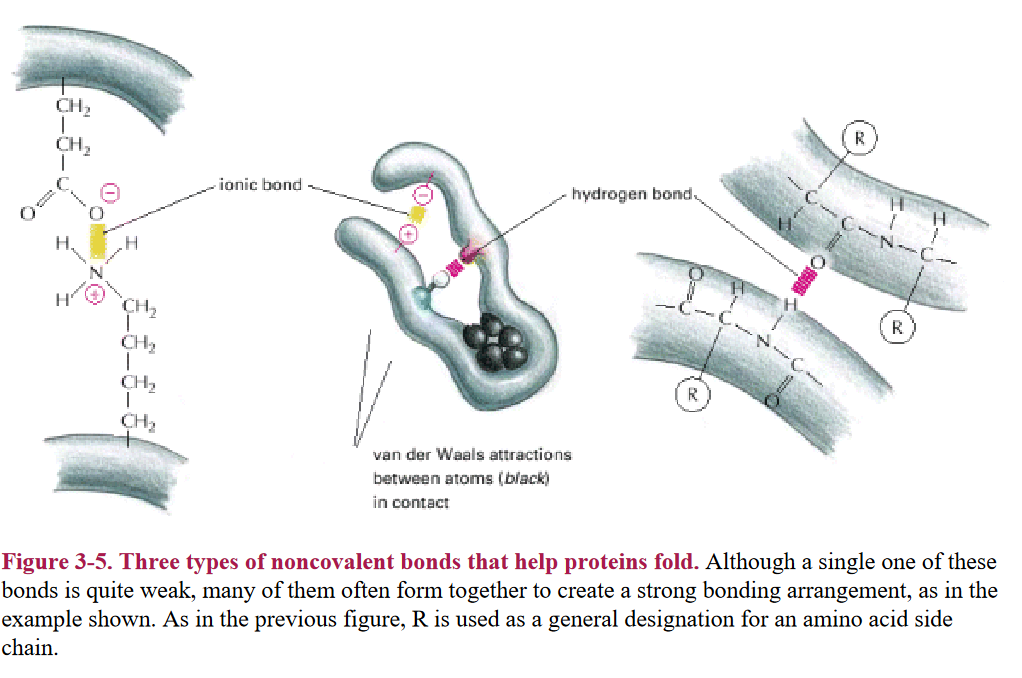 CH₂
CH₂
C
O
O
⊖
H
H
N
H
⊕
CH₂
CH₂
CH₂
CH₂
ionic bond
⊖
⊕
hydrogen bond
van der Waals attractions
between atoms (black)
in contact
R
H
C
C
O
H
N
H
C
R
O
C
H
C
H
N
C
O
R
Figure 3-5. Three types of noncovalent bonds that help proteins fold. Although a single one of these
bonds is quite weak, many of them often form together to create a strong bonding arrangement, as in the
example shown. As in the previous figure, R is used as a general designation for an amino acid side
chain.